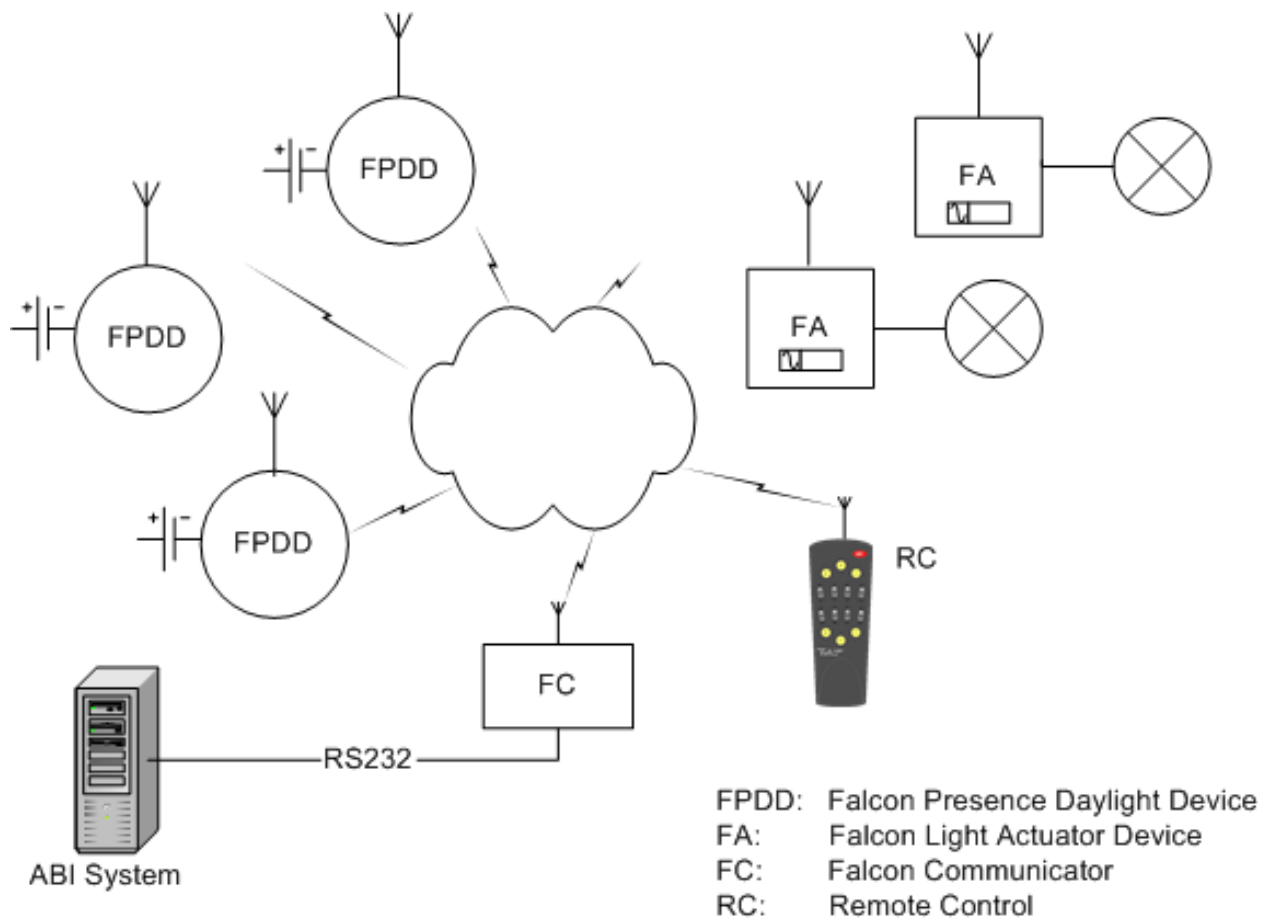 FPDD
+ -
FA
FPDD
+ -
FA
FPDD
+ -
RC
FC
RS232
ABI System
FPDD: Falcon Presence Daylight Device
FA: Falcon Light Actuator Device
FC: Falcon Communicator
RC: Remote Control